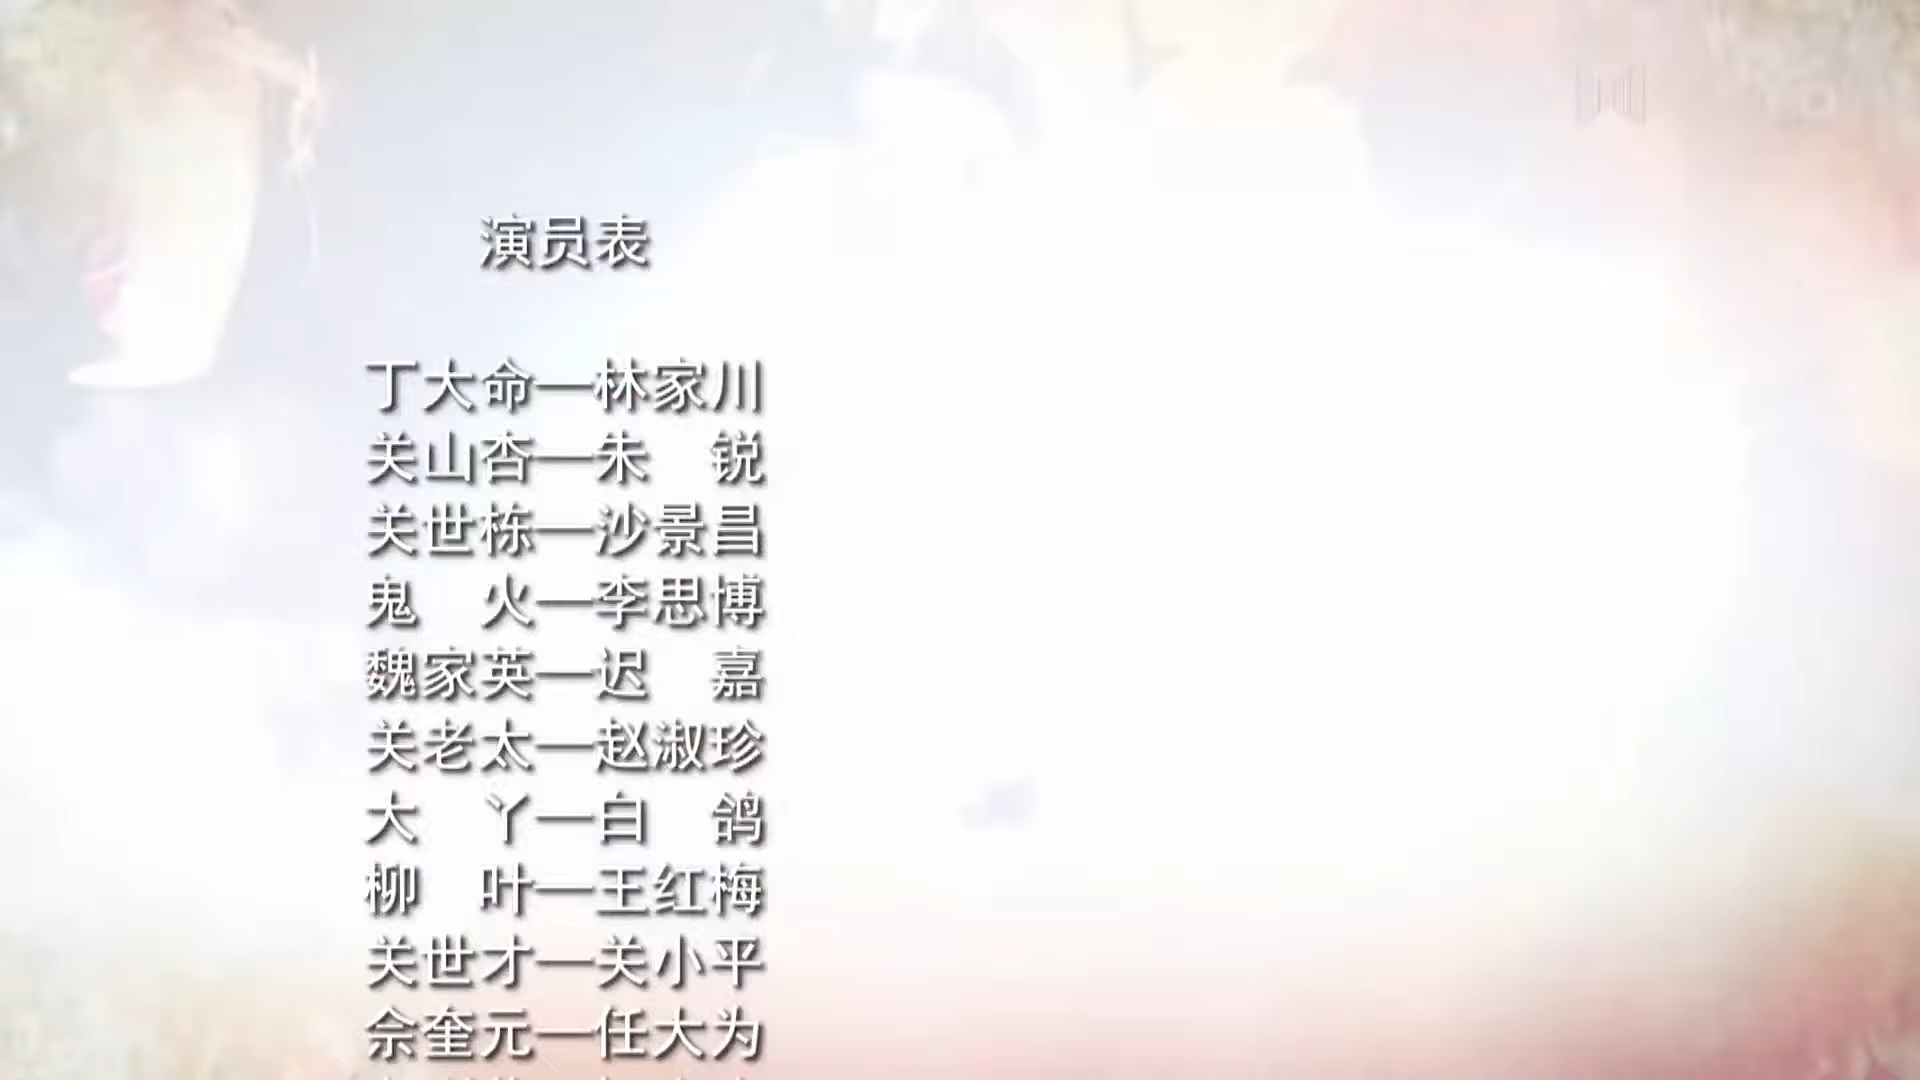 演员表
丁大命—林家川
关山杏—朱　锐
关世栋—沙景昌
鬼　火—李思博
魏家英—迟　嘉
关老太—赵淑珍
大　丫—白　鸽
柳　叶—王红梅
关世才—关小平
佘奎元—任大为